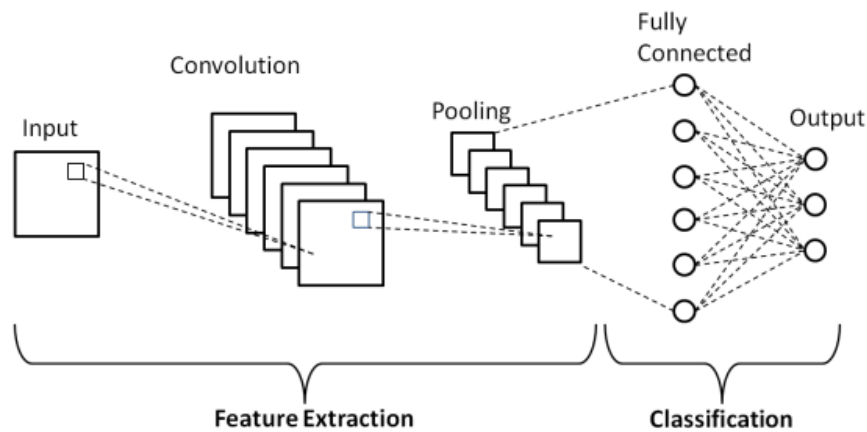 Input
Convolution
Pooling
Fully
Connected
Output
Feature Extraction
Classification